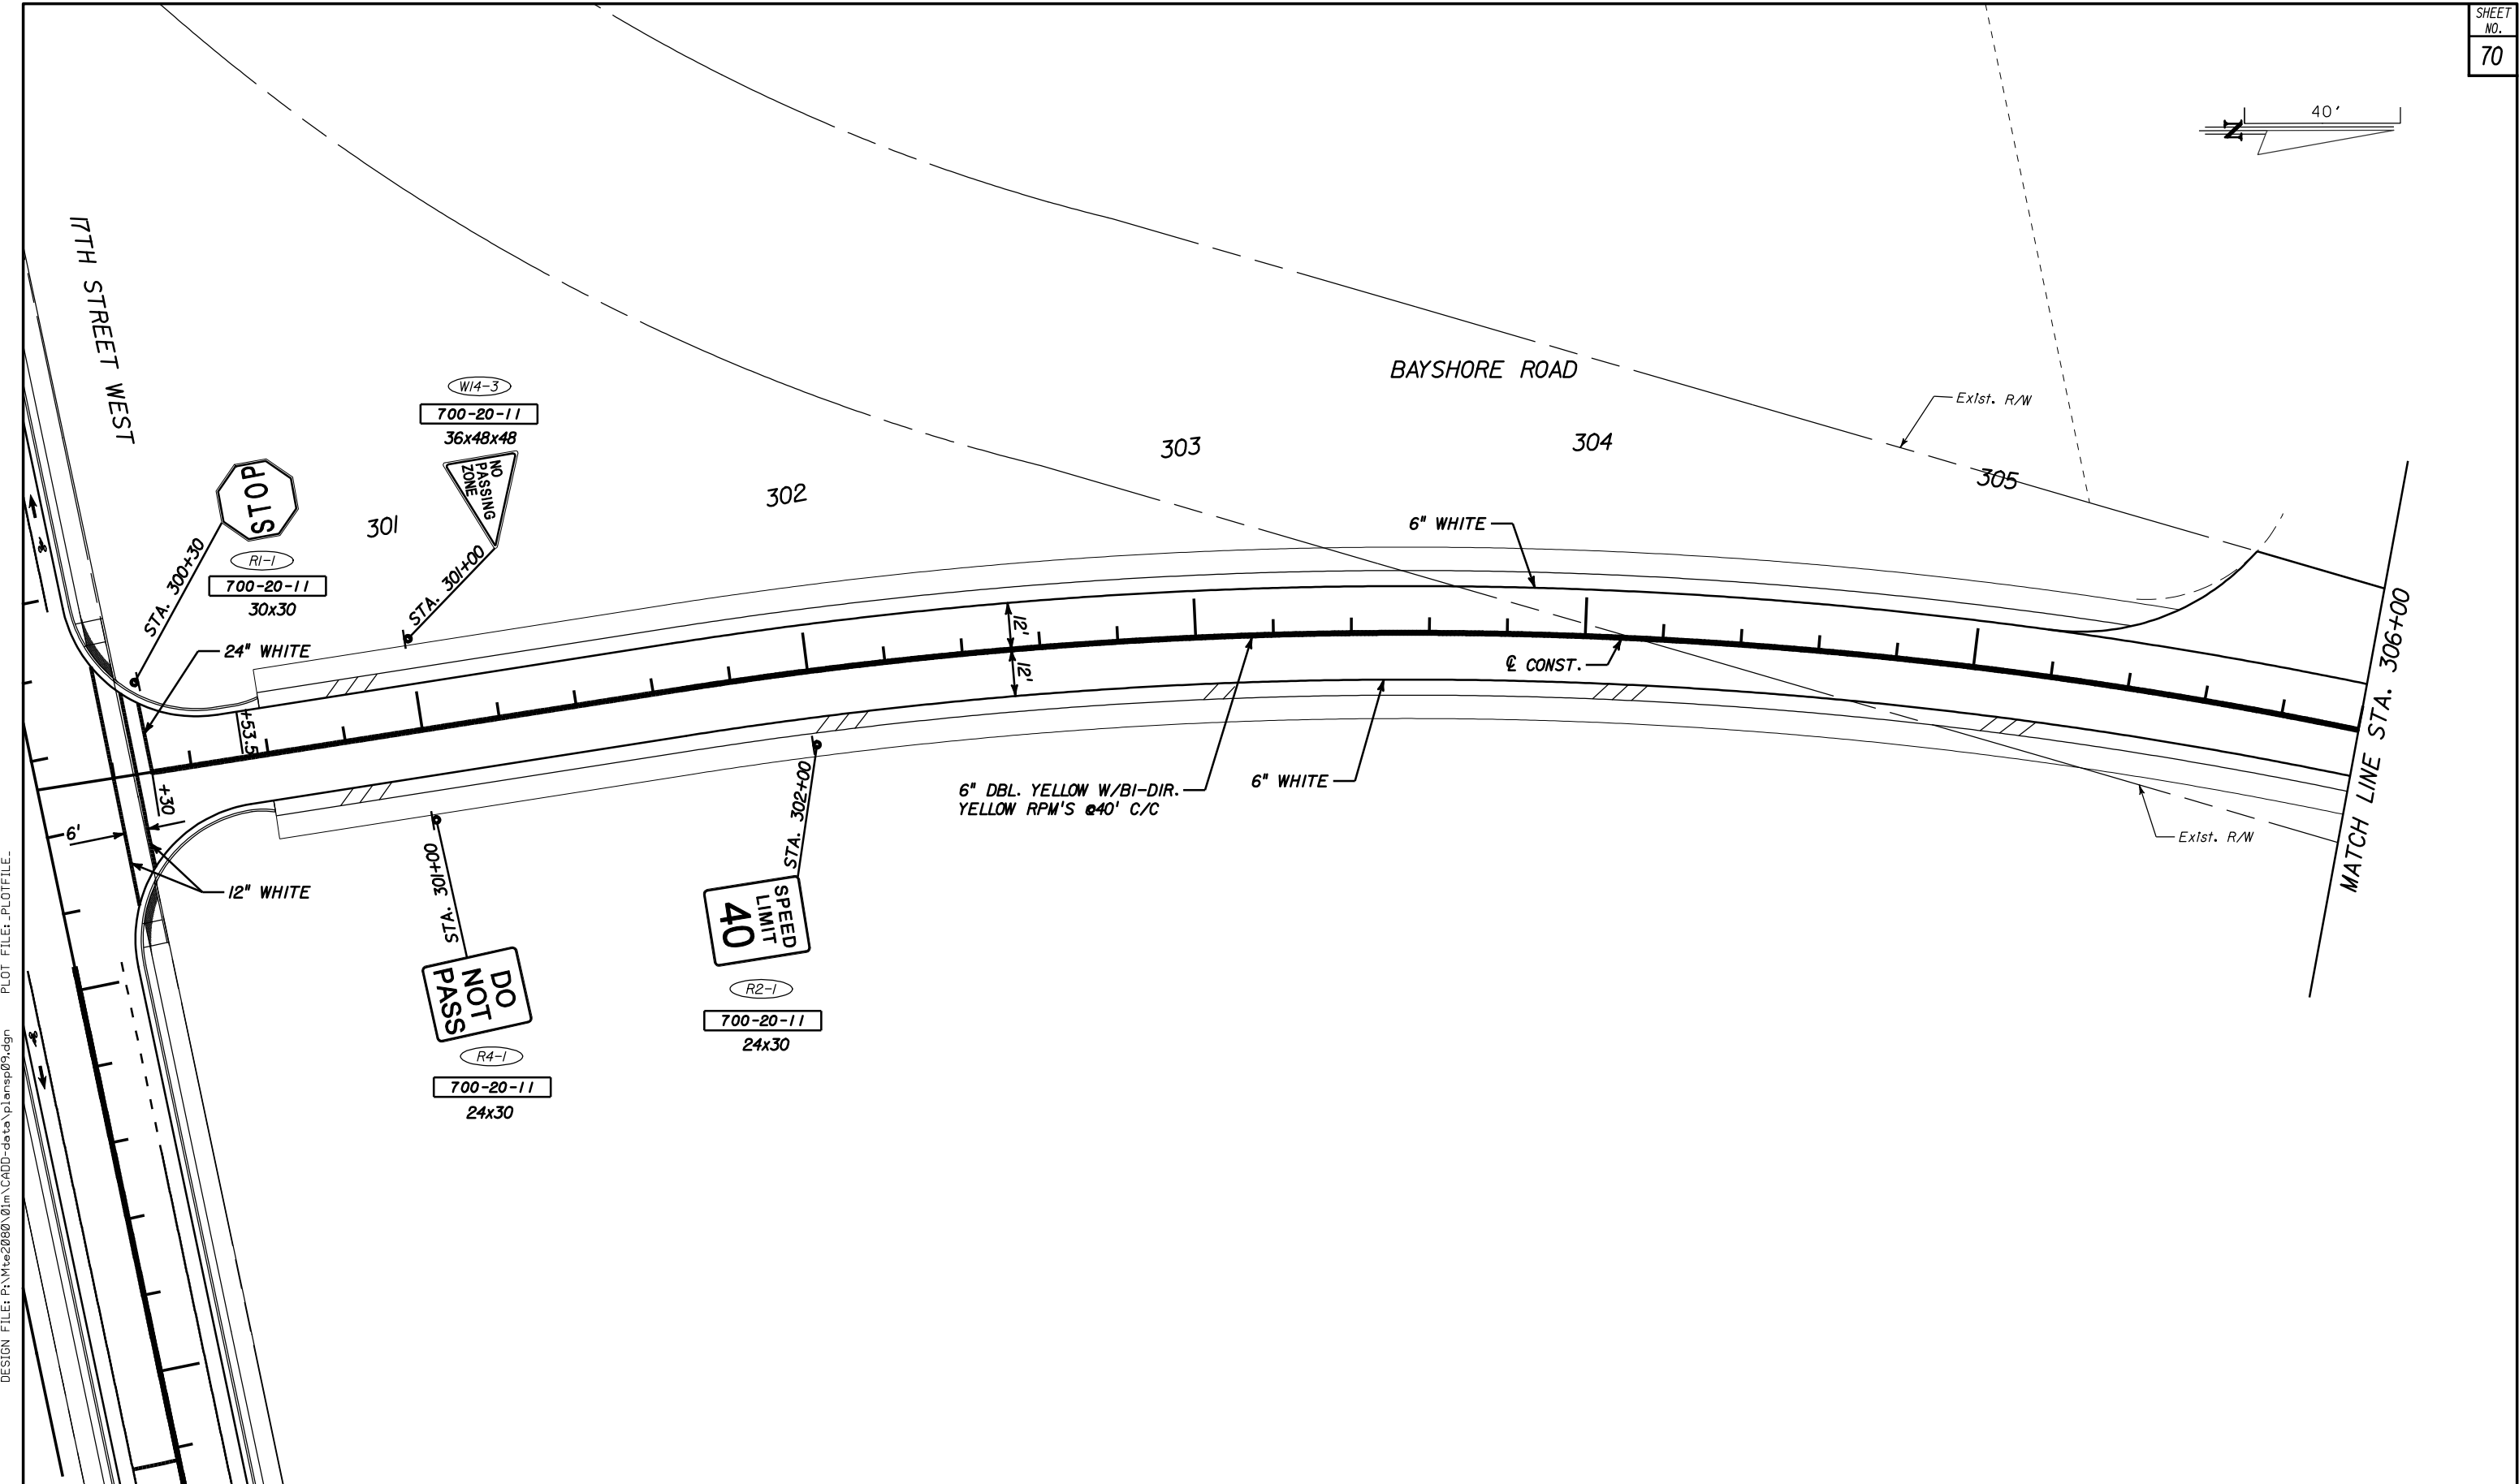 SHEET
NO.
70
40'
N
17TH STREET WEST
W14-3
700-20-11
36x48x48
NO
PASSING
ZONE
STOP
R1-1
700-20-11
30x30
STA. 300+30
STA. 301+00
24" WHITE
301
302
303
304
305
BAYSHORE ROAD
Exist. R/W
6" WHITE
12'
12'
℄ CONST.
6" DBL. YELLOW W/BI-DIR.
YELLOW RPM'S @40' C/C
6" WHITE
Exist. R/W
MATCH LINE STA. 306+00
+53.5
+30
6'
12" WHITE
STA. 301+00
DO
NOT
PASS
R4-1
700-20-11
24x30
STA. 302+00
SPEED
LIMIT
40
R2-1
700-20-11
24x30
DESIGN FILE: P:\Mte2080\01m\CADD-data\plansp09.dgn
PLOT FILE:_PLOTFILE_